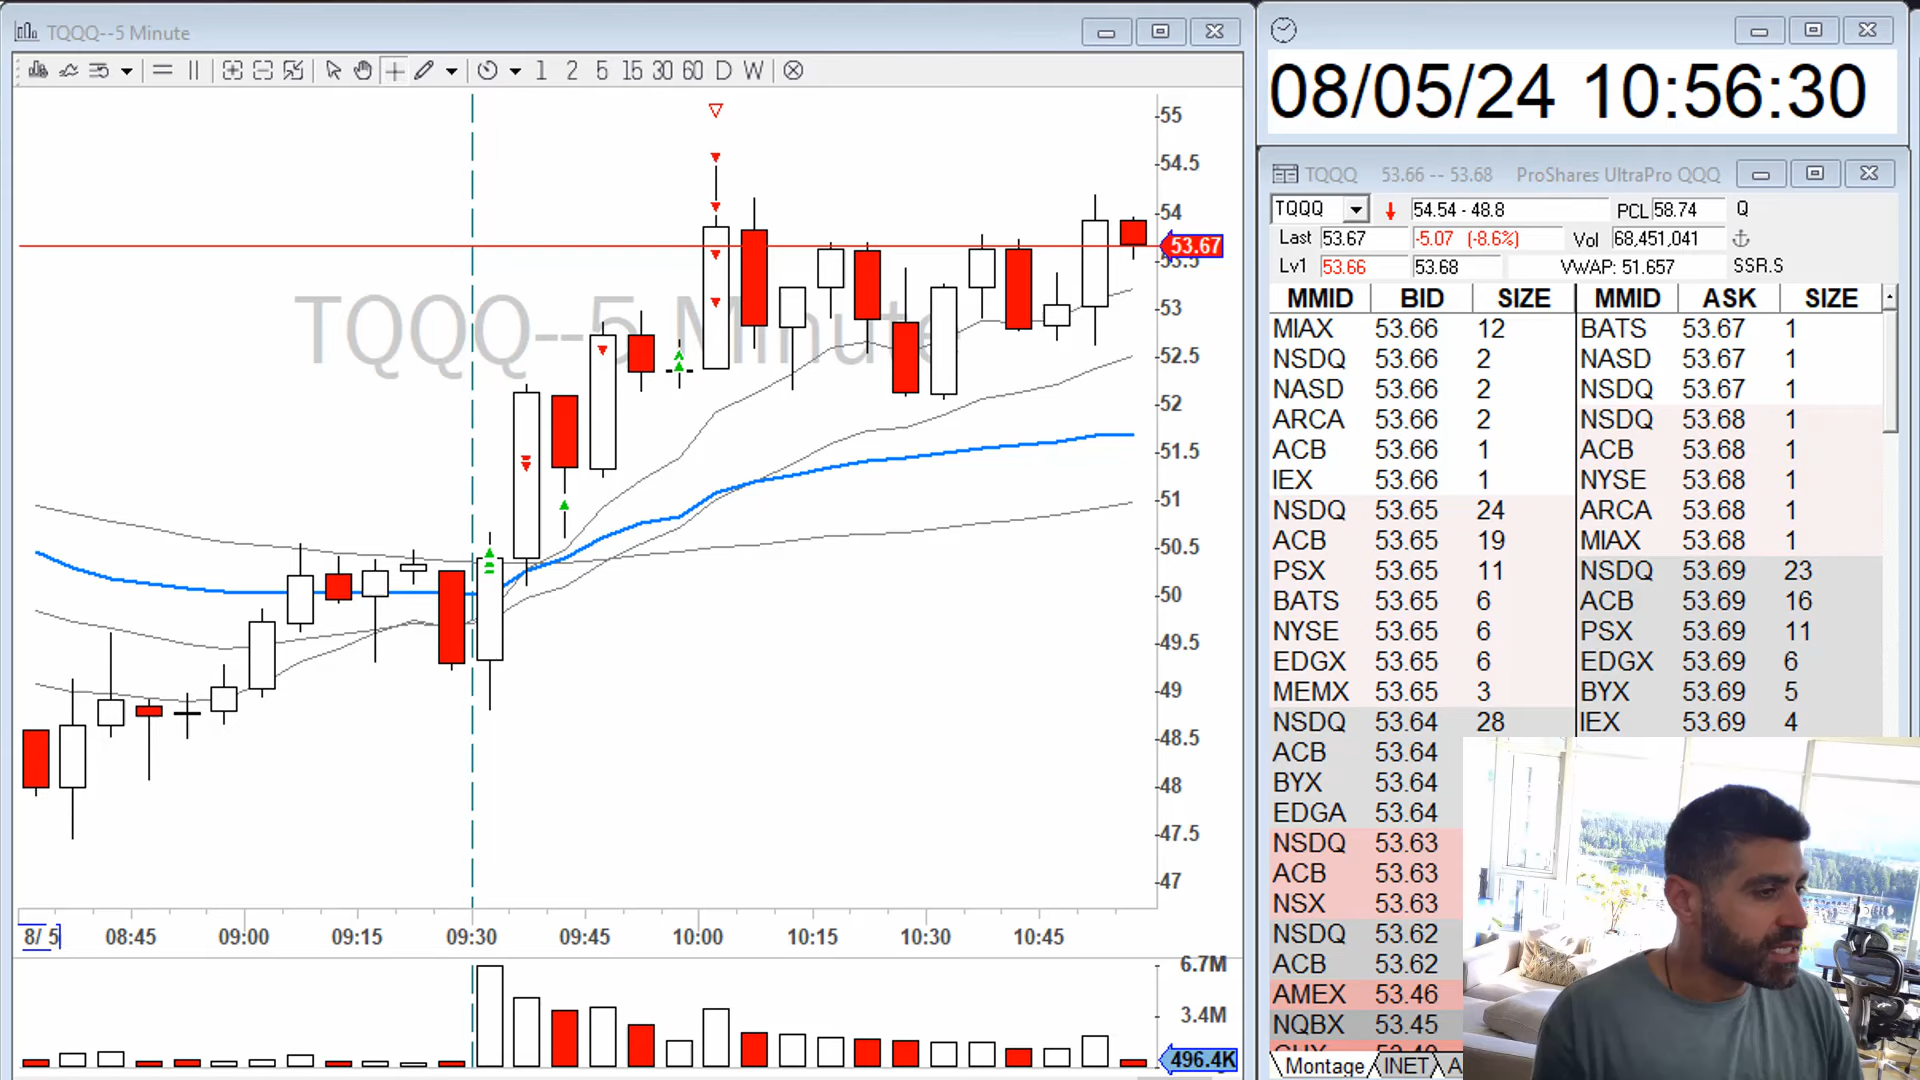 TQQQ--5 Minute
1 2 5 15 30 60 D W
TQQQ--5 Minute
55
54.5
54
53.67
53.5
53
52.5
52
51.5
51
50.5
50
49.5
49
48.5
48
47.5
47
8/ 5 08:45 09:00 09:15 09:30 09:45 10:00 10:15 10:30 10:45
6.7M
3.4M
496.4K
08/05/24 10:56:30
TQQQ 53.66 -- 53.68 ProShares UltraPro QQQ
TQQQ 54.54 - 48.8 PCL 58.74 Q
Last 53.67 -5.07 (-8.6%) Vol 68,451,041
Lv1 53.66 53.68 VWAP: 51.657 SSR.S
MMID BID SIZE MMID ASK SIZE
MIAX 53.66 12 BATS 53.67 1
NSDQ 53.66 2 NASD 53.67 1
NASD 53.66 2 NSDQ 53.67 1
ARCA 53.66 2 NSDQ 53.68 1
ACB 53.66 1 ACB 53.68 1
IEX 53.66 1 NYSE 53.68 1
NSDQ 53.65 24 ARCA 53.68 1
ACB 53.65 19 MIAX 53.68 1
PSX 53.65 11 NSDQ 53.69 23
BATS 53.65 6 ACB 53.69 16
NYSE 53.65 6 PSX 53.69 11
EDGX 53.65 6 EDGX 53.69 6
MEMX 53.65 3 BYX 53.69 5
NSDQ 53.64 28 IEX 53.69 4
ACB 53.64
BYX 53.64
EDGA 53.64
NSDQ 53.63
ACB 53.63
NSX 53.63
NSDQ 53.62
ACB 53.62
AMEX 53.46
NQBX 53.45
Montage INET A